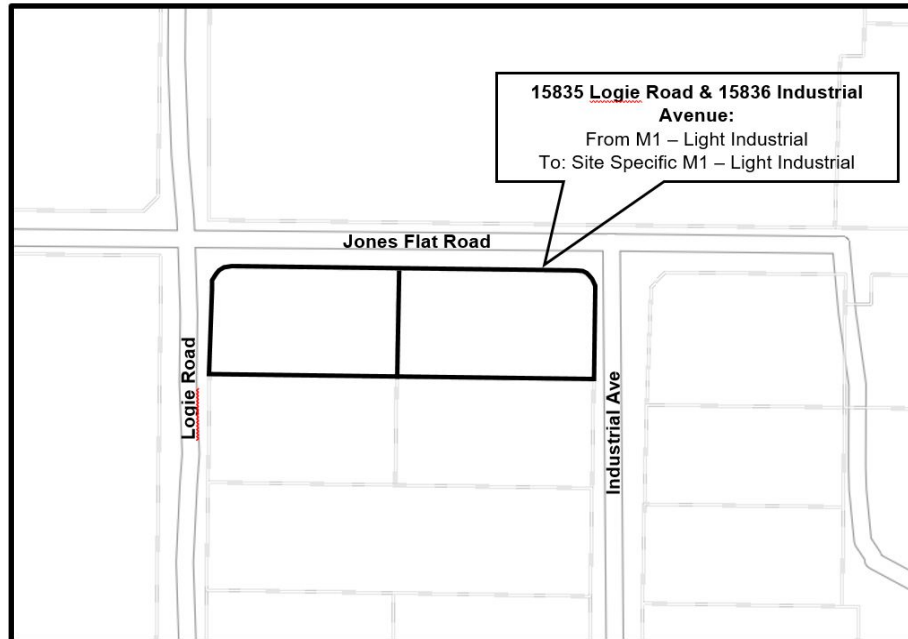 15835 Logie Road & 15836 Industrial
Avenue:
From M1 – Light Industrial
To: Site Specific M1 – Light Industrial
Jones Flat Road
Logie Road
Industrial Ave